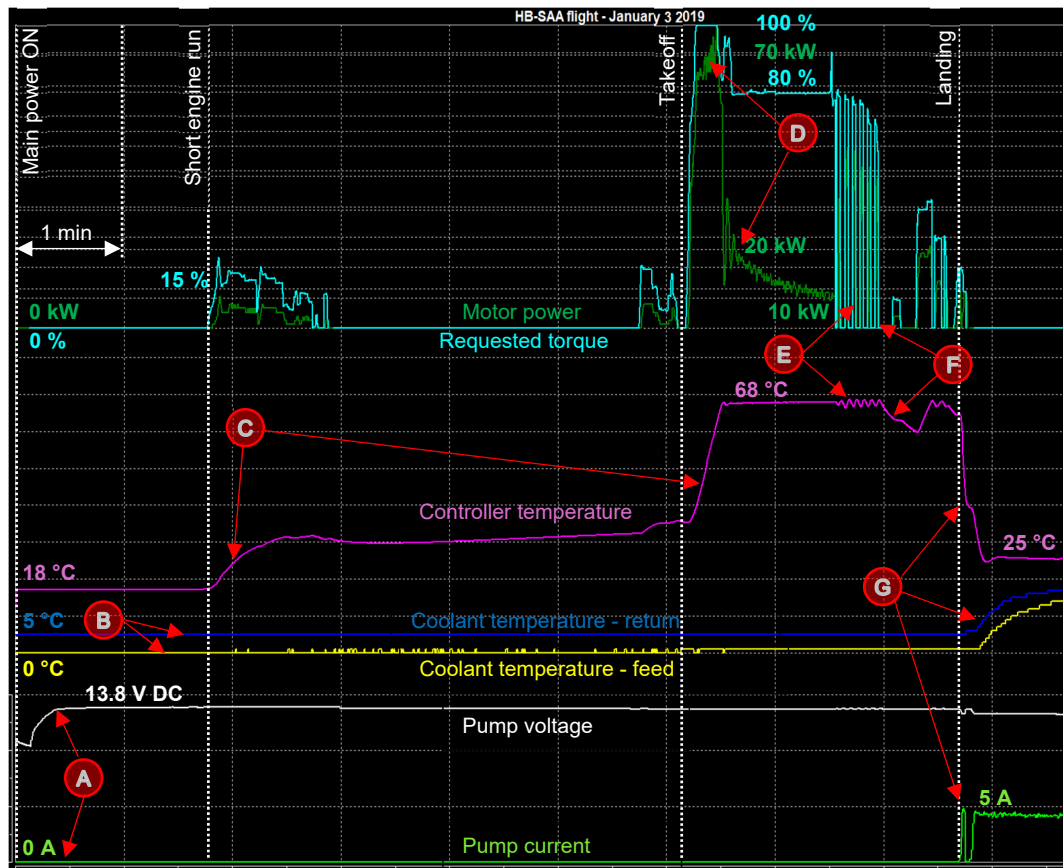 HB-SAA flight - January 3 2019
Main power ON
Short engine run
Takeoff
Landing
100 %
70 kW
80 %
D
1 min
15 %
20 kW
0 kW
Motor power
10 kW
0 %
Requested torque
E
F
68 °C
C
Controller temperature
25 °C
18 °C
G
5 °C
B
Coolant temperature - return
0 °C
Coolant temperature - feed
13.8 V DC
Pump voltage
A
5 A
0 A
Pump current